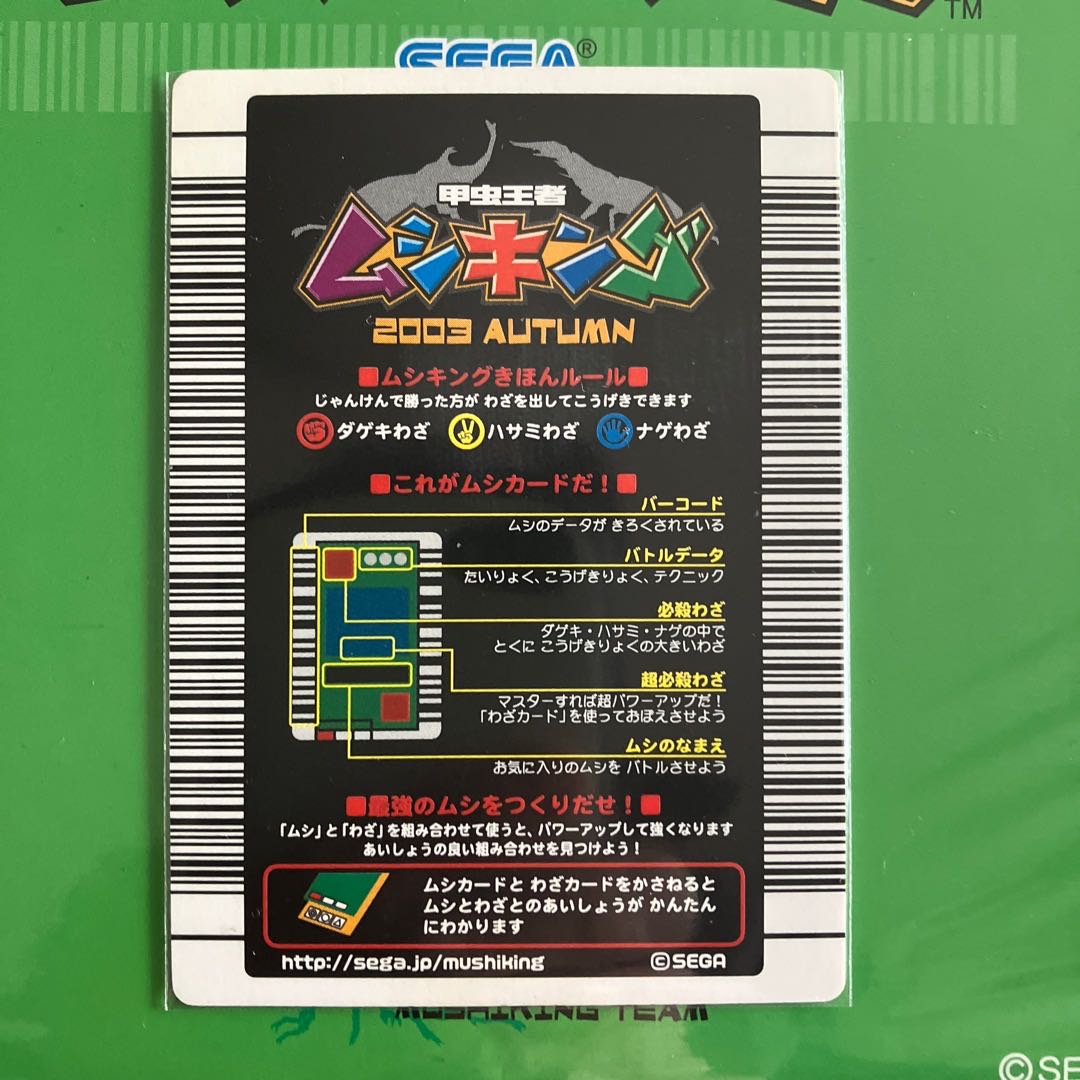 TM
SEGA®
甲虫王者
ムシキング
2003 AUTUMN
■ムシキングきほんルール■
じゃんけんで勝った方が わざを出してこうげきできます
ダゲキわざ ハサミわざ ナゲわざ
■これがムシカードだ！■
バーコード
ムシのデータが きろくされている
バトルデータ
たいりょく、こうげきりょく、テクニック
必殺わざ
ダゲキ・ハサミ・ナゲの中で
とくに こうげきりょくの大きいわざ
超必殺わざ
マスターすれば超パワーアップだ！
「わざカード」を使っておぼえさせよう
ムシのなまえ
お気に入りのムシを バトルさせよう
■最強のムシをつくりだせ！■
「ムシ」と「わざ」を組み合わせて使うと、パワーアップして強くなります
あいしょうの良い組み合わせを見つけよう！
ムシカードと わざカードをかさねると
ムシとわざとのあいしょうが かんたん
にわかります
http://sega.jp/mushiking ©SEGA
MUSHIKING TEAM